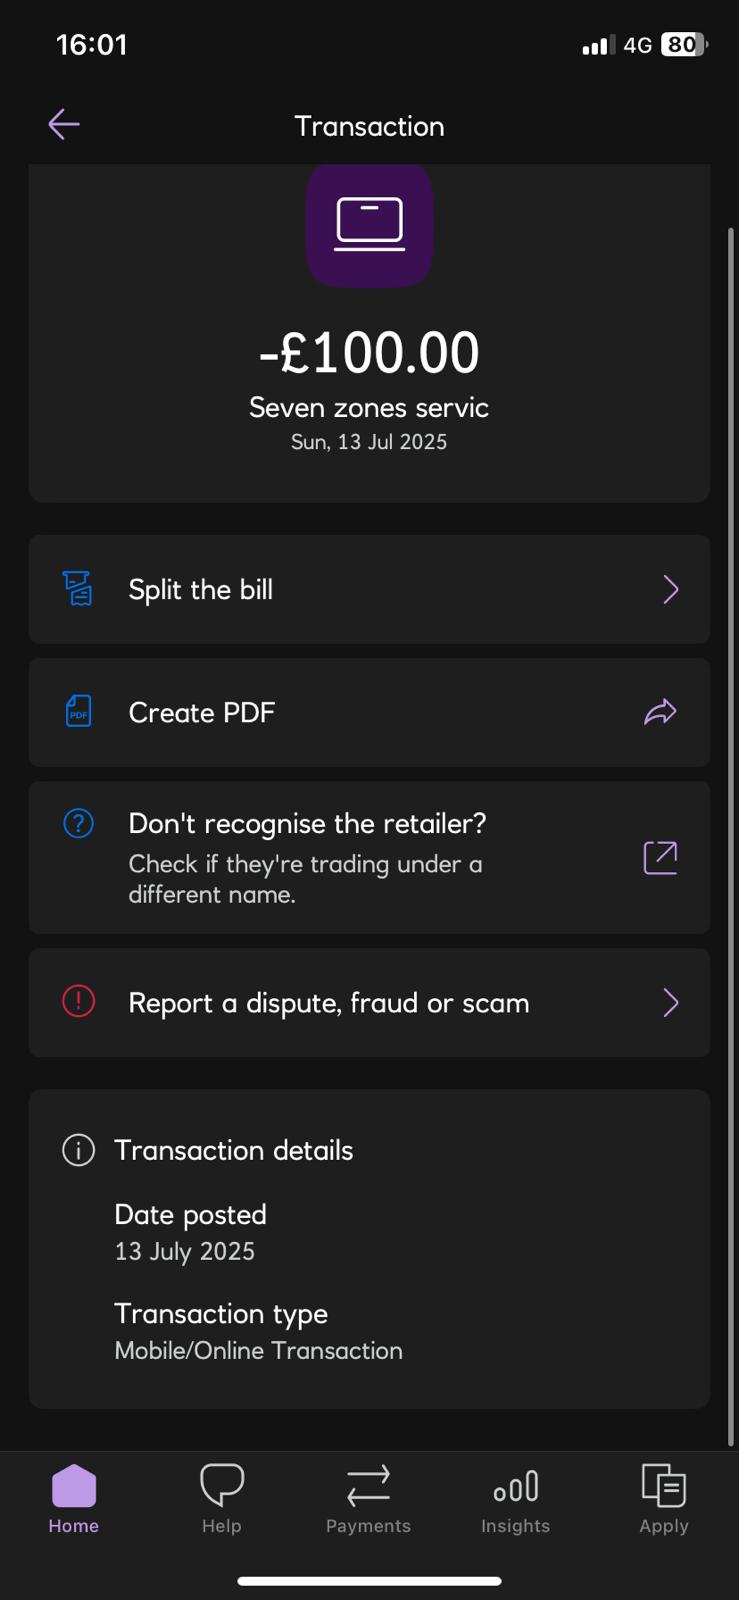 16:01
4G 80
Transaction
-£100.00
Seven zones servic
Sun, 13 Jul 2025
Split the bill
PDF
Create PDF
Don't recognise the retailer?
Check if they're trading under a
different name.
Report a dispute, fraud or scam
Transaction details
Date posted
13 July 2025
Transaction type
Mobile/Online Transaction
Home
Help
Payments
Insights
Apply